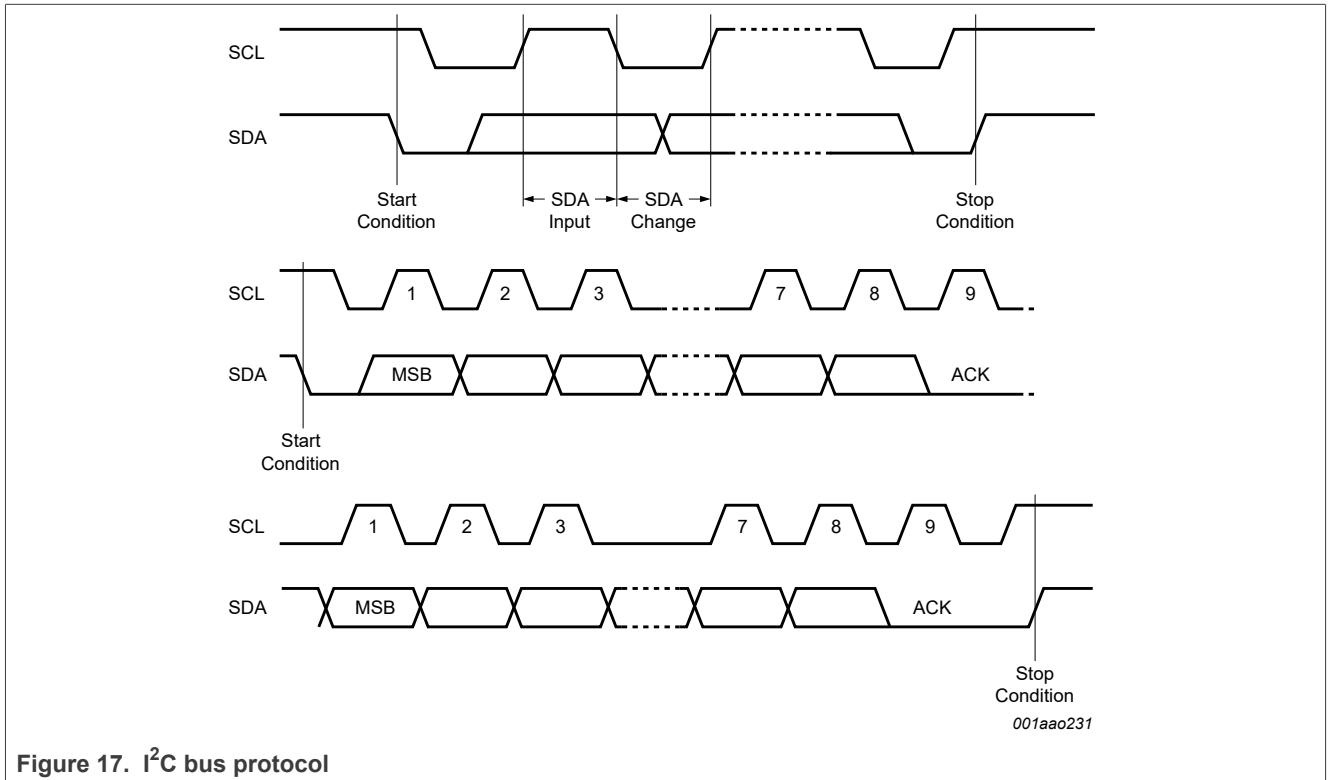 SCL
SDA
Start
Condition
SDA
Input
SDA
Change
Stop
Condition
SCL
1 2 3 7 8 9
SDA
MSB
ACK
Start
Condition
SCL
1 2 3 7 8 9
SDA
MSB
ACK
Stop
Condition
001aao231
Figure 17. I²C bus protocol